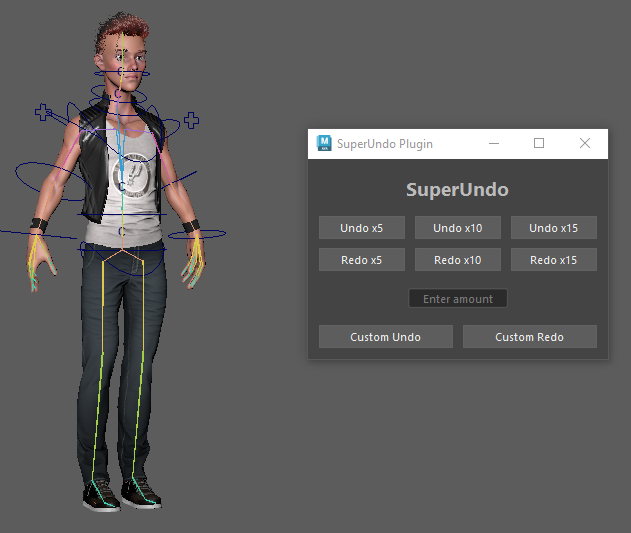 SuperUndo Plugin
SuperUndo
Undo x5 Undo x10 Undo x15
Redo x5 Redo x10 Redo x15
Enter amount
Custom Undo Custom Redo